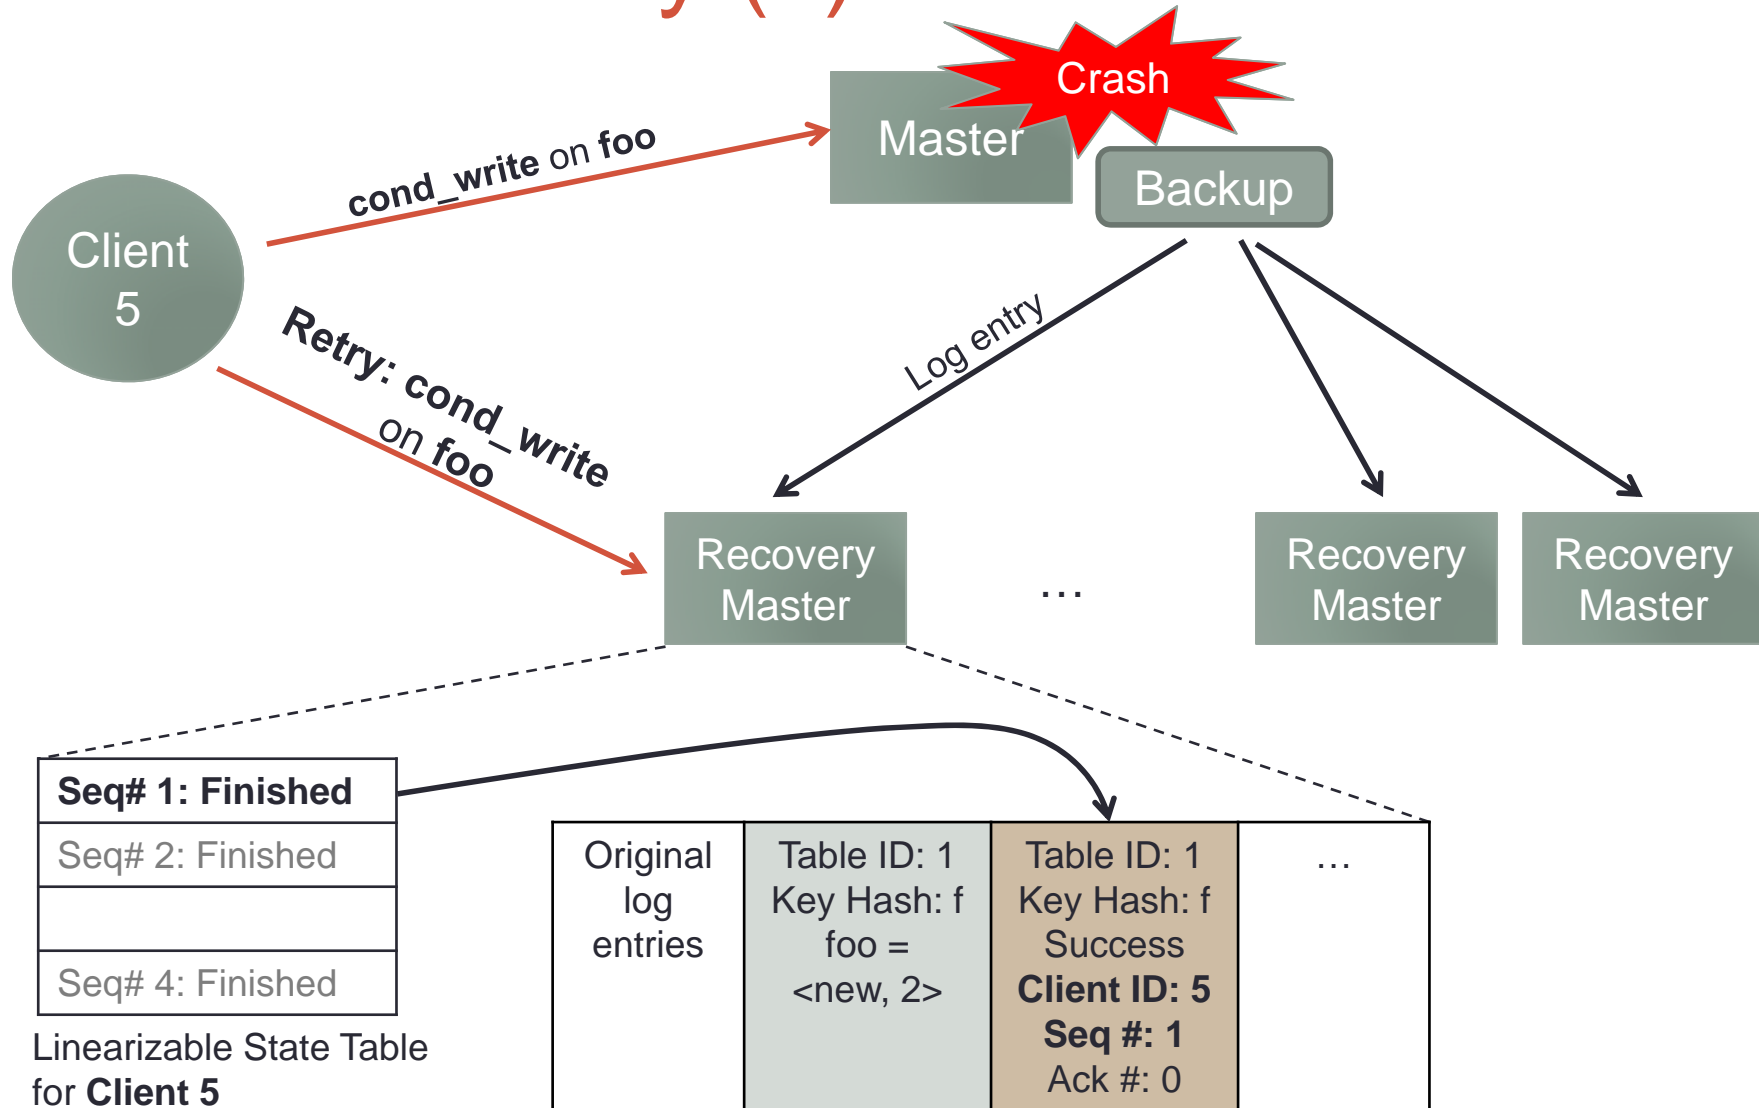 y (
)
Crash
Master
Backup
cond_write on foo
Client
5
Retry: cond_write
on foo
Log entry
Recovery
Master
…
Recovery
Master
Recovery
Master
Seq# 1: Finished
Seq# 2: Finished
Seq# 4: Finished
Linearizable State Table
for Client 5
Original
log
entries
Table ID: 1
Key Hash: f
foo =
<new, 2>
Table ID: 1
Key Hash: f
Success
Client ID: 5
Seq #: 1
Ack #: 0
…